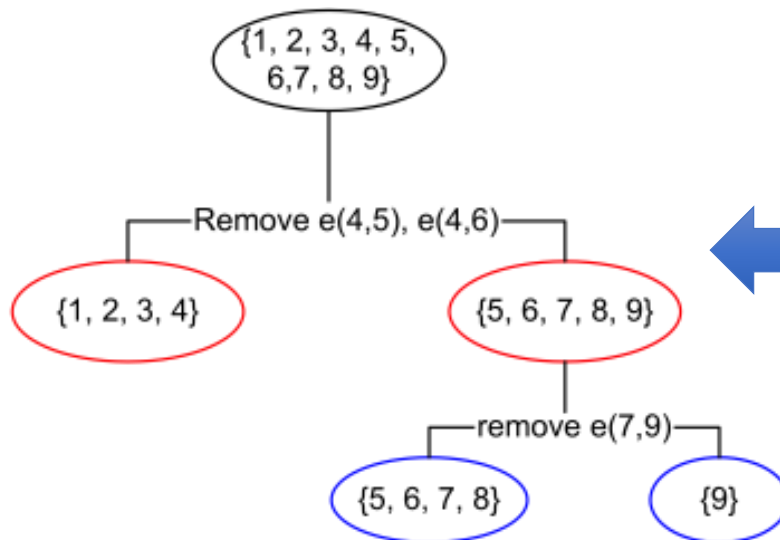 {1, 2, 3, 4, 5,
6,7, 8, 9}
Remove e(4,5), e(4,6)
{1, 2, 3, 4}
{5, 6, 7, 8, 9}
remove e(7,9)
{5, 6, 7, 8}
{9}